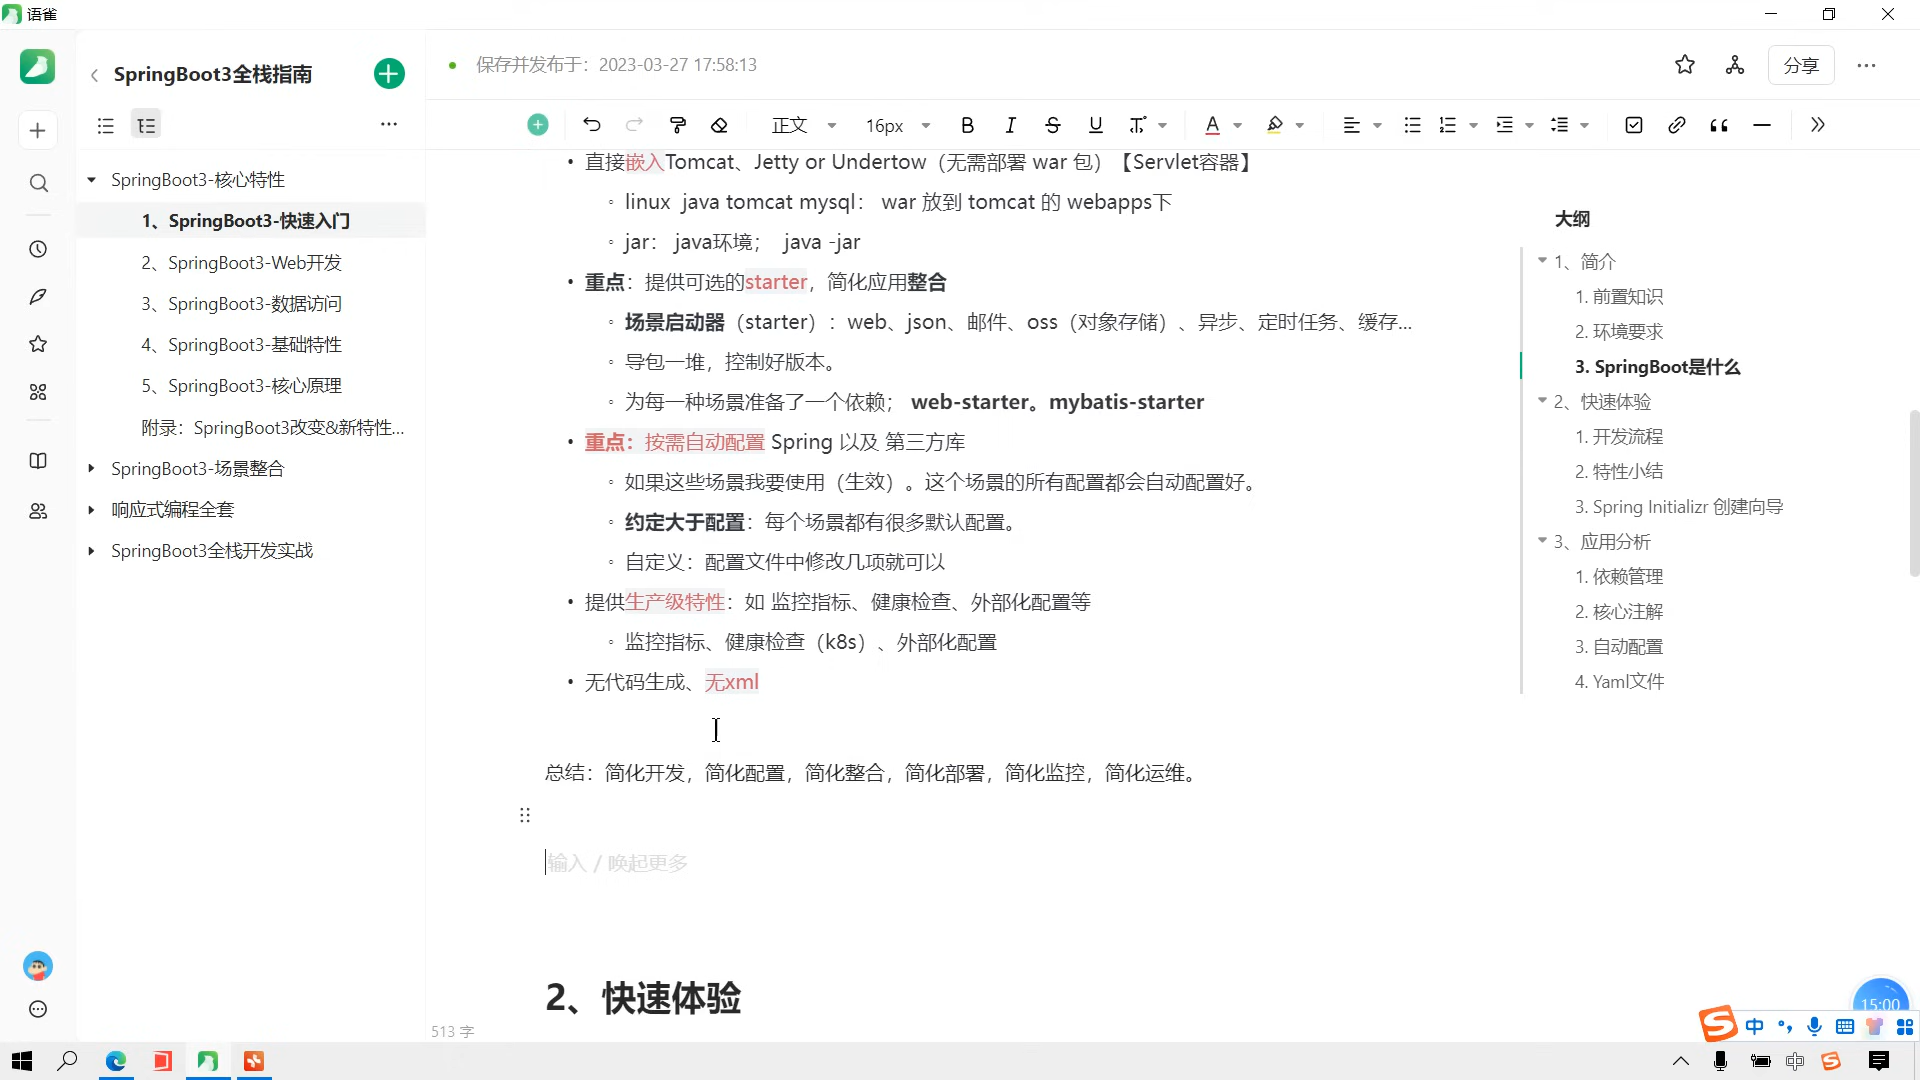 语雀
SpringBoot3全栈指南
保存并发布于：2023-03-27 17:58:13
分享
正文
16px
SpringBoot3-核心特性
1、SpringBoot3-快速入门
2、SpringBoot3-Web开发
3、SpringBoot3-数据访问
4、SpringBoot3-基础特性
5、SpringBoot3-核心原理
附录：SpringBoot3改变&新特性...
SpringBoot3-场景整合
响应式编程全套
SpringBoot3全栈开发实战
• 直接嵌入Tomcat、Jetty or Undertow（无需部署 war 包）【Servlet容器】
◦ linux java tomcat mysql： war 放到 tomcat 的 webapps下
◦ jar： java环境； java -jar
• 重点：提供可选的starter，简化应用整合
◦ 场景启动器（starter）：web、json、邮件、oss（对象存储）、异步、定时任务、缓存...
◦ 导包一堆，控制好版本。
◦ 为每一种场景准备了一个依赖； web-starter。mybatis-starter
• 重点：按需自动配置 Spring 以及 第三方库
◦ 如果这些场景我要使用（生效）。这个场景的所有配置都会自动配置好。
◦ 约定大于配置：每个场景都有很多默认配置。
◦ 自定义：配置文件中修改几项就可以
• 提供生产级特性：如 监控指标、健康检查、外部化配置等
◦ 监控指标、健康检查（k8s）、外部化配置
• 无代码生成、无xml
总结：简化开发，简化配置，简化整合，简化部署，简化监控，简化运维。
输入 / 唤起更多
2、快速体验
513 字
大纲
1、简介
1. 前置知识
2. 环境要求
3. SpringBoot是什么
2、快速体验
1. 开发流程
2. 特性小结
3. Spring Initializr 创建向导
3、应用分析
1. 依赖管理
2. 核心注解
3. 自动配置
4. Yaml文件
15:00
中
中